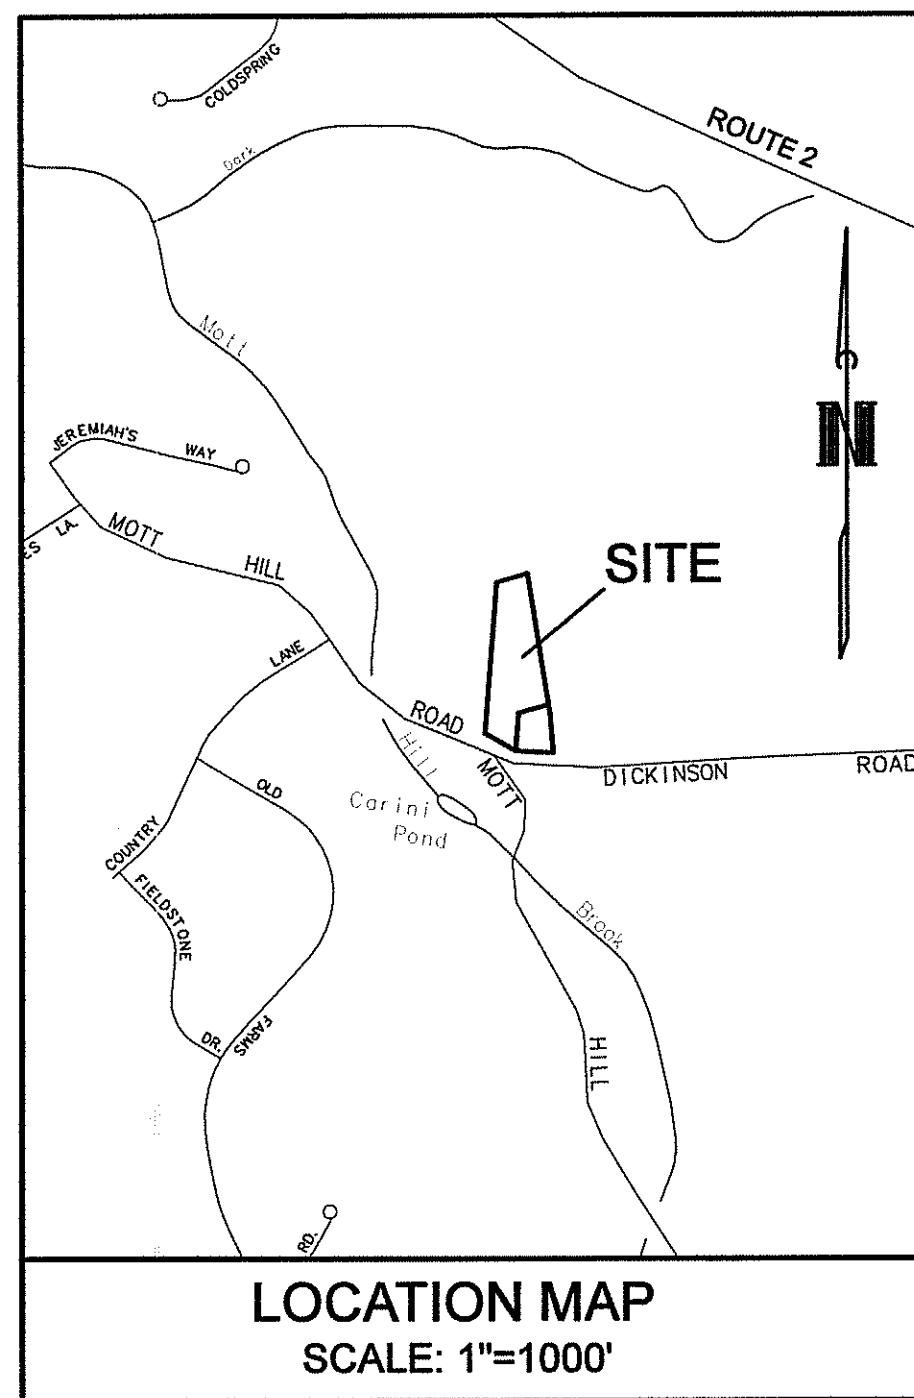 COLDSPRING
ROUTE 2
Dark
Mott
N
JEREMIAH'S WAY
ES LA.
MOTT HILL ROAD
SITE
LANE
MOTT
DICKINSON ROAD
Hill
Carini
Pond
OLD
COUNTRY
FIELDSTONE
Brook
FARMS
DR.
HILL
RD.
LOCATION MAP
SCALE: 1"=1000'